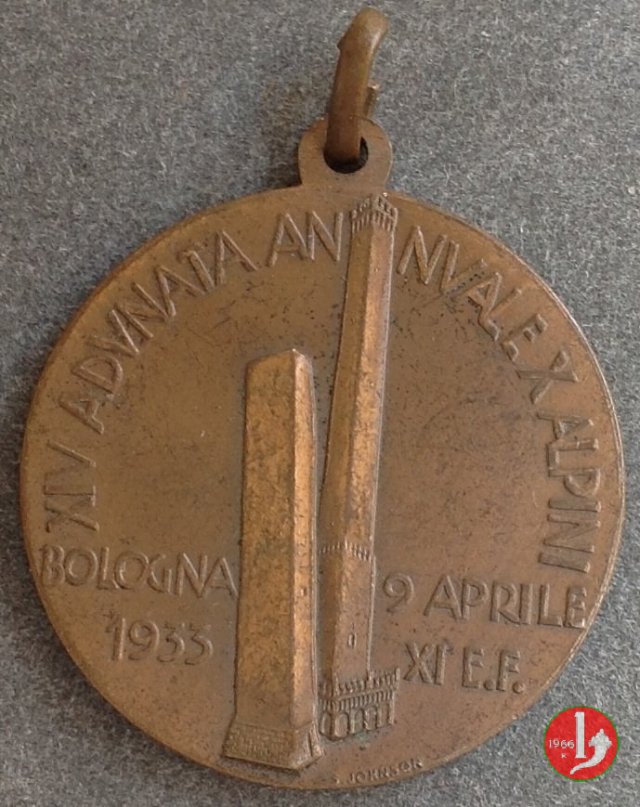 XIV ADVNATA ANNVALE X ALPINI
BOLOGNA
1933
9 APRILE
XI E.F.
S. JOHNSON
1966